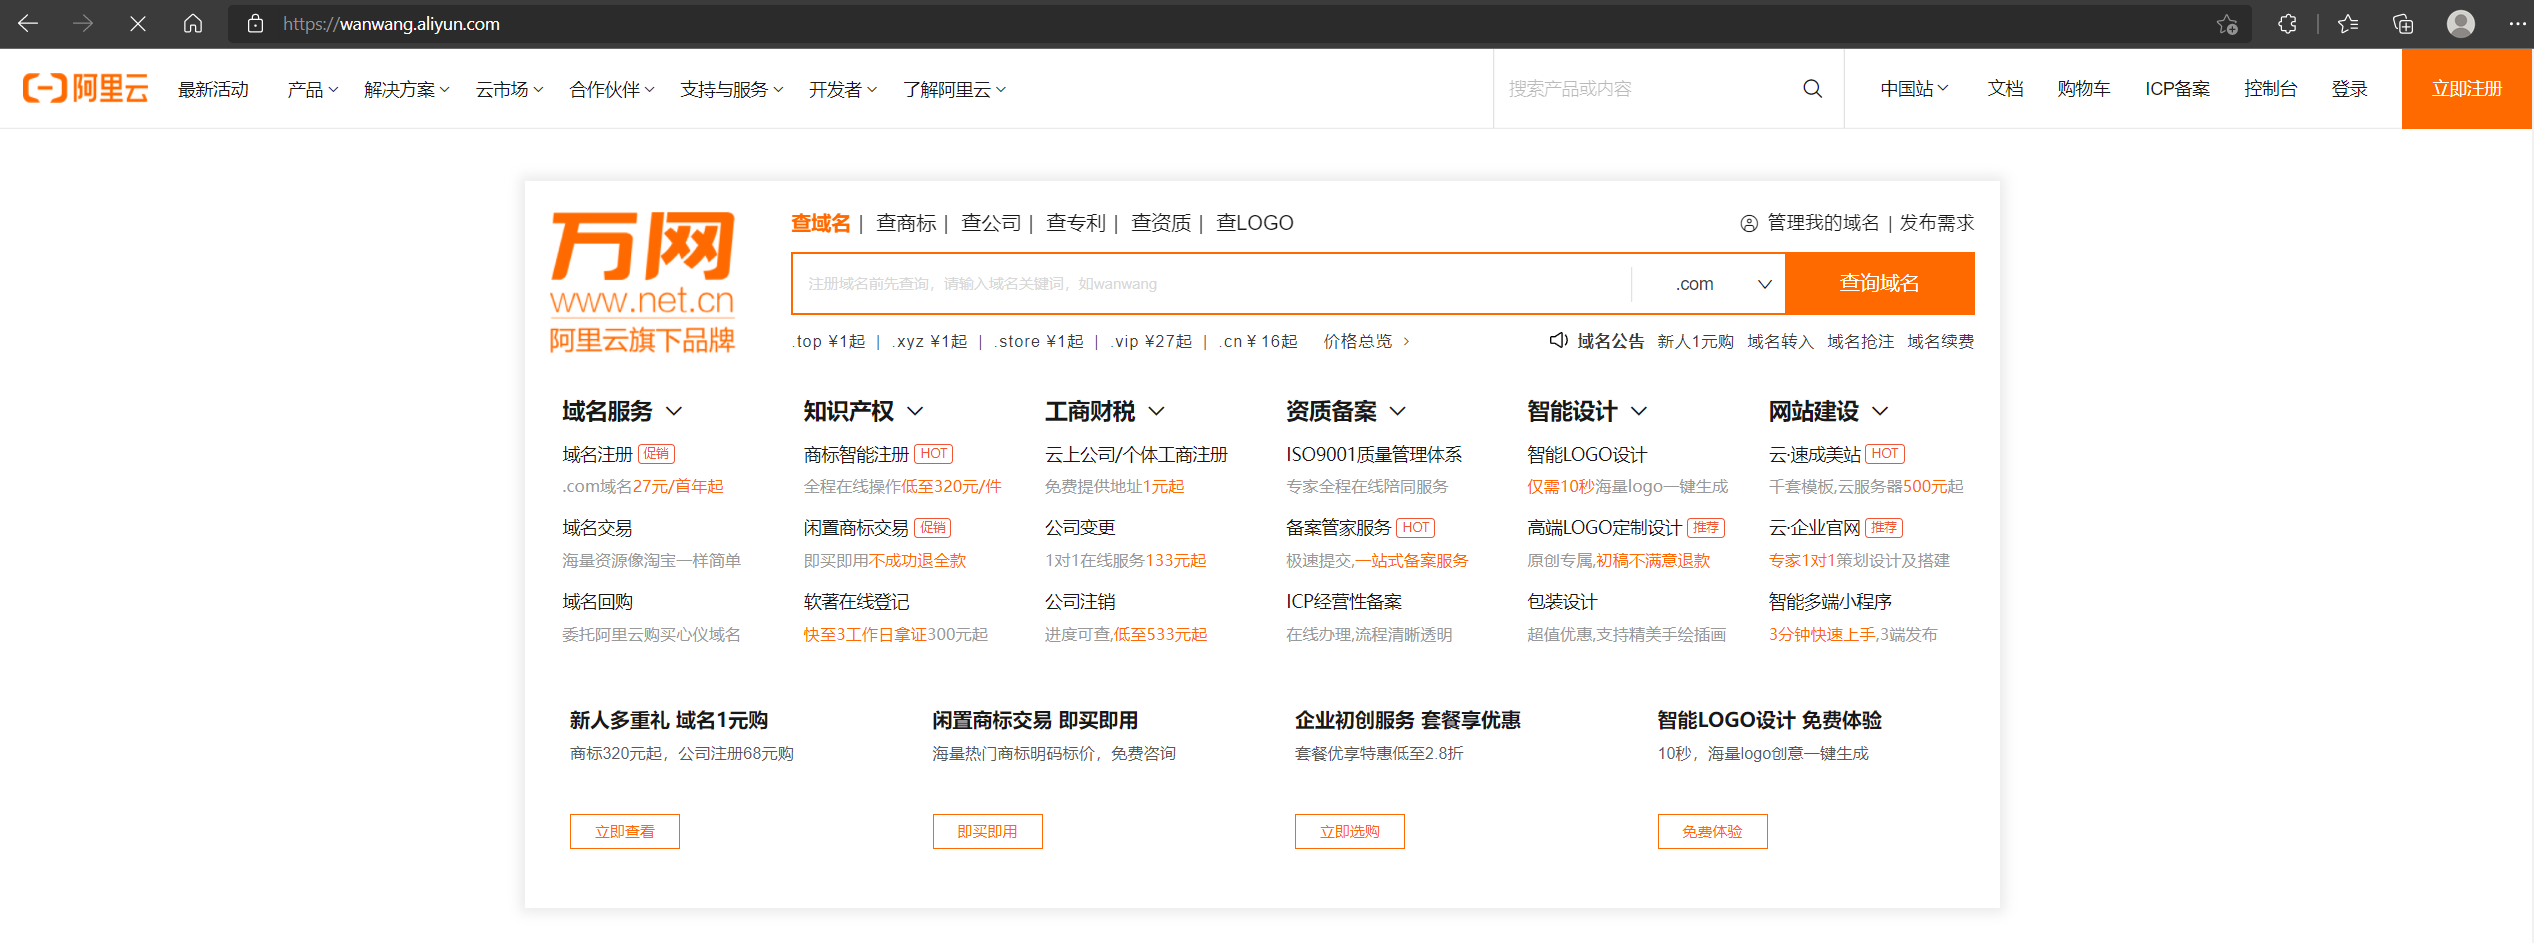 https://wanwang.aliyun.com
阿里云 最新活动 产品 解决方案 云市场 合作伙伴 支持与服务 开发者 了解阿里云 搜索产品或内容 中国站 文档 购物车 ICP备案 控制台 登录 立即注册
万网
www.net.cn
阿里云旗下品牌
查域名 | 查商标 | 查公司 | 查专利 | 查资质 | 查LOGO 管理我的域名 | 发布需求
注册域名前先查询，请输入域名关键词，如wanwang .com 查询域名
.top ¥1起 | .xyz ¥1起 | .store ¥1起 | .vip ¥27起 | .cn ¥ 16起 价格总览 > 域名公告 新人1元购 域名转入 域名抢注 域名续费
域名服务 知识产权 工商财税 资质备案 智能设计 网站建设
域名注册 促销 商标智能注册 HOT 云上公司/个体工商注册 ISO9001质量管理体系 智能LOGO设计 云·速成美站 HOT
.com域名27元/首年起 全程在线操作低至320元/件 免费提供地址1元起 专家全程在线陪同服务 仅需10秒海量logo一键生成 千套模板,云服务器500元起
域名交易 闲置商标交易 促销 公司变更 备案管家服务 HOT 高端LOGO定制设计 推荐 云·企业官网 推荐
海量资源像淘宝一样简单 即买即用不成功退全款 1对1在线服务133元起 极速提交,一站式备案服务 原创专属,初稿不满意退款 专家1对1策划设计及搭建
域名回购 软著在线登记 公司注销 ICP经营性备案 包装设计 智能多端小程序
委托阿里云购买心仪域名 快至3工作日拿证300元起 进度可查,低至533元起 在线办理,流程清晰透明 超值优惠,支持精美手绘插画 3分钟快速上手,3端发布
新人多重礼 域名1元购 闲置商标交易 即买即用 企业初创服务 套餐享优惠 智能LOGO设计 免费体验
商标320元起，公司注册68元购 海量热门商标明码标价，免费咨询 套餐优享特惠低至2.8折 10秒，海量logo创意一键生成
立即查看 即买即用 立即选购 免费体验